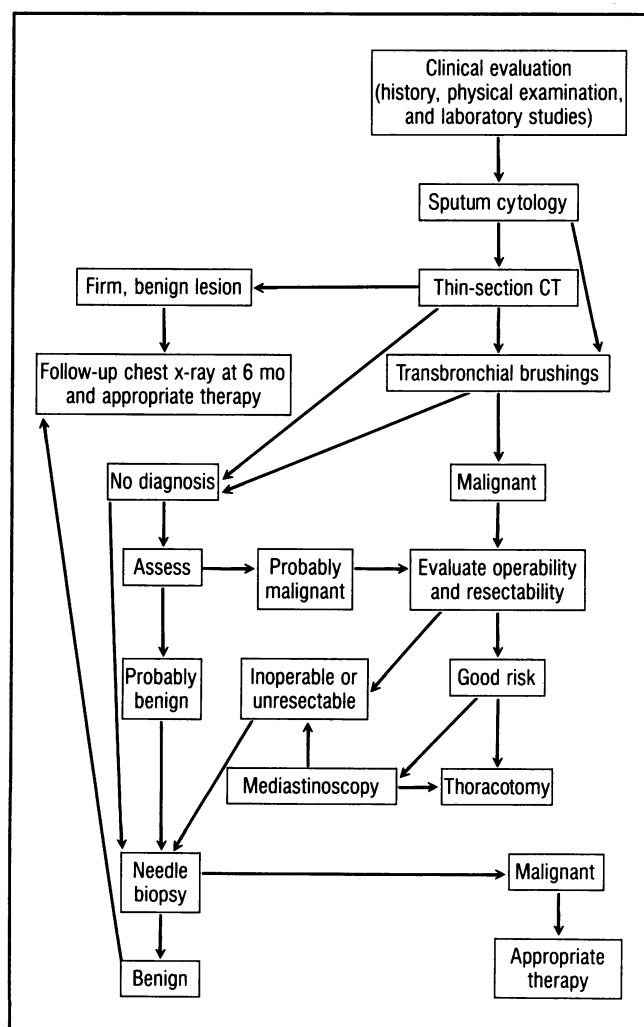 Clinical evaluation
(history, physical examination,
and laboratory studies)
Sputum cytology
Firm, benign lesion
Thin-section CT
Follow-up chest x-ray at 6 mo
and appropriate therapy
Transbronchial brushings
No diagnosis
Malignant
Assess
Probably
malignant
Evaluate operability
and resectability
Probably
benign
Inoperable or
unresectable
Good risk
Mediastinoscopy
Thoracotomy
Needle
biopsy
Malignant
Benign
Appropriate
therapy